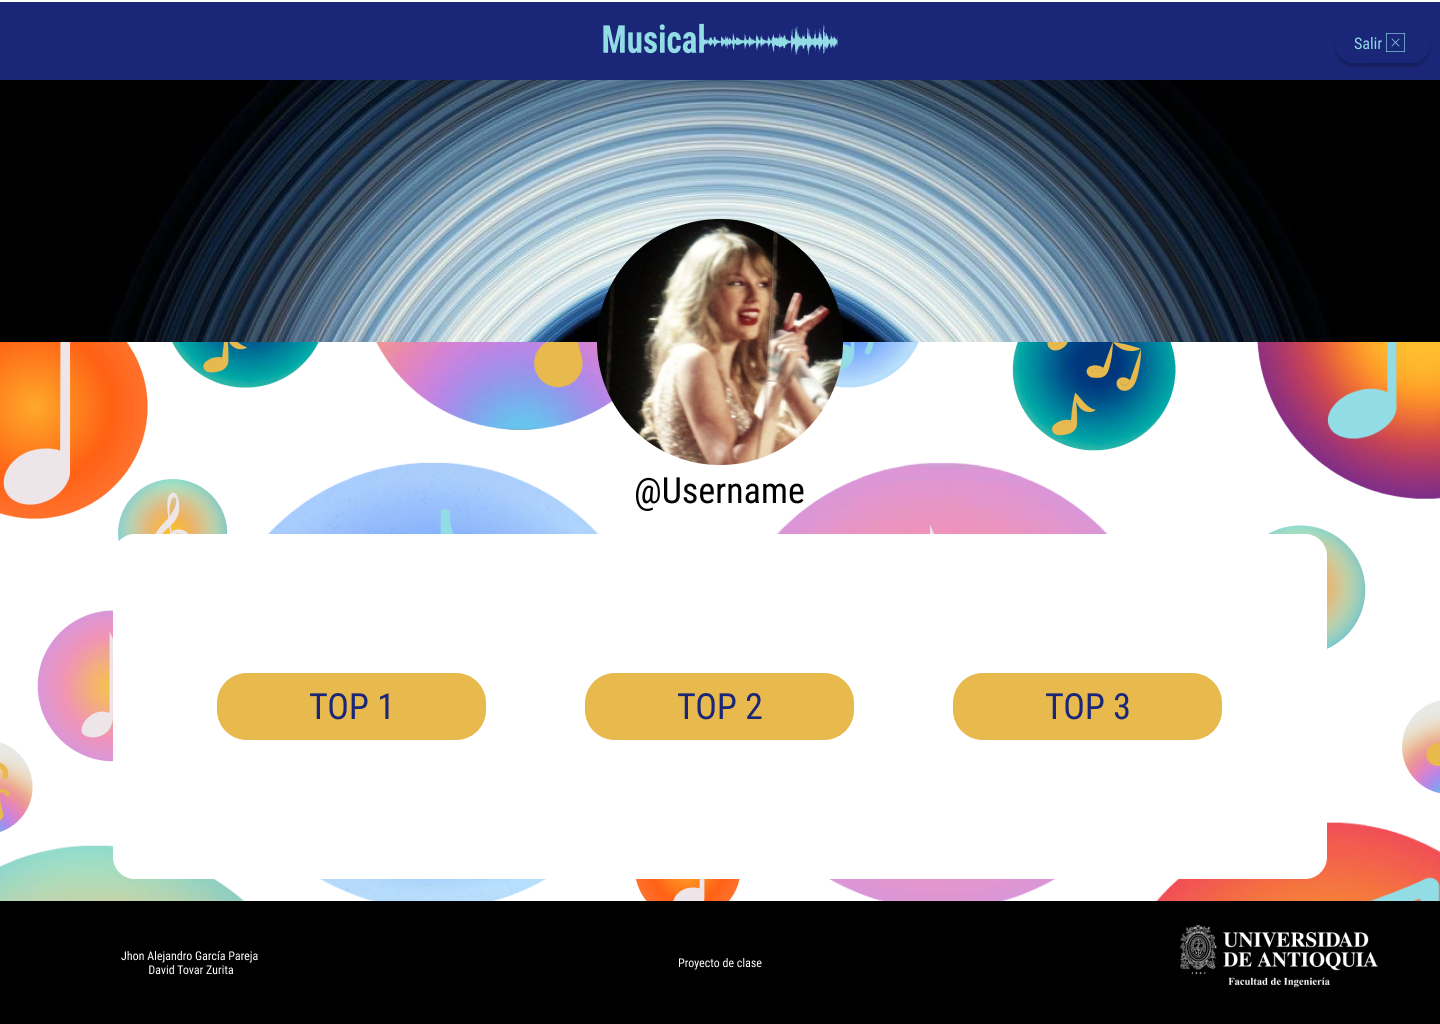 Musical
Salir
@Username
TOP 1
TOP 2
TOP 3
Jhon Alejandro García Pareja
David Tovar Zurita
Proyecto de clase
UNIVERSIDAD
DE ANTIOQUIA
Facultad de Ingeniería